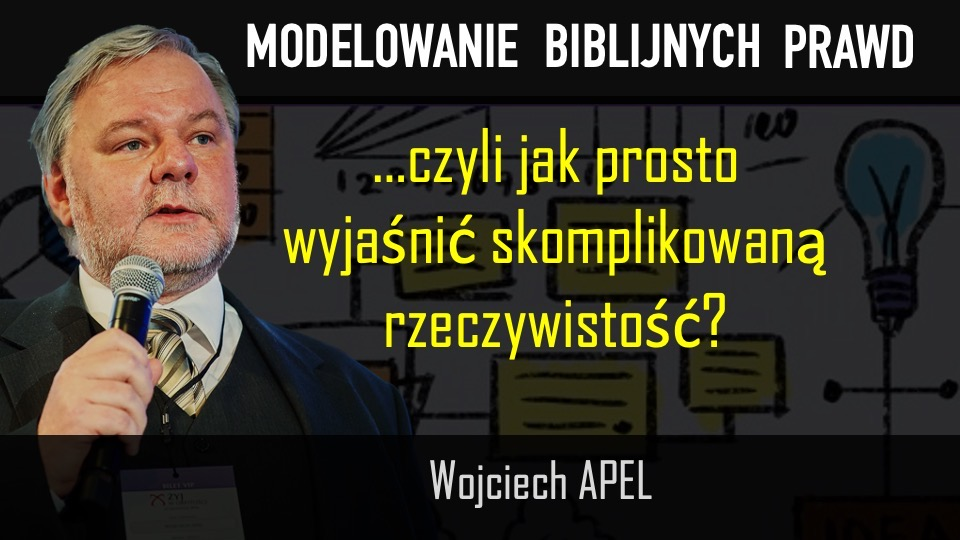 MODELOWANIE BIBLIJNYCH PRAWD
...czyli jak prosto
wyjaśnić skomplikowaną
rzeczywistość?
Wojciech APEL